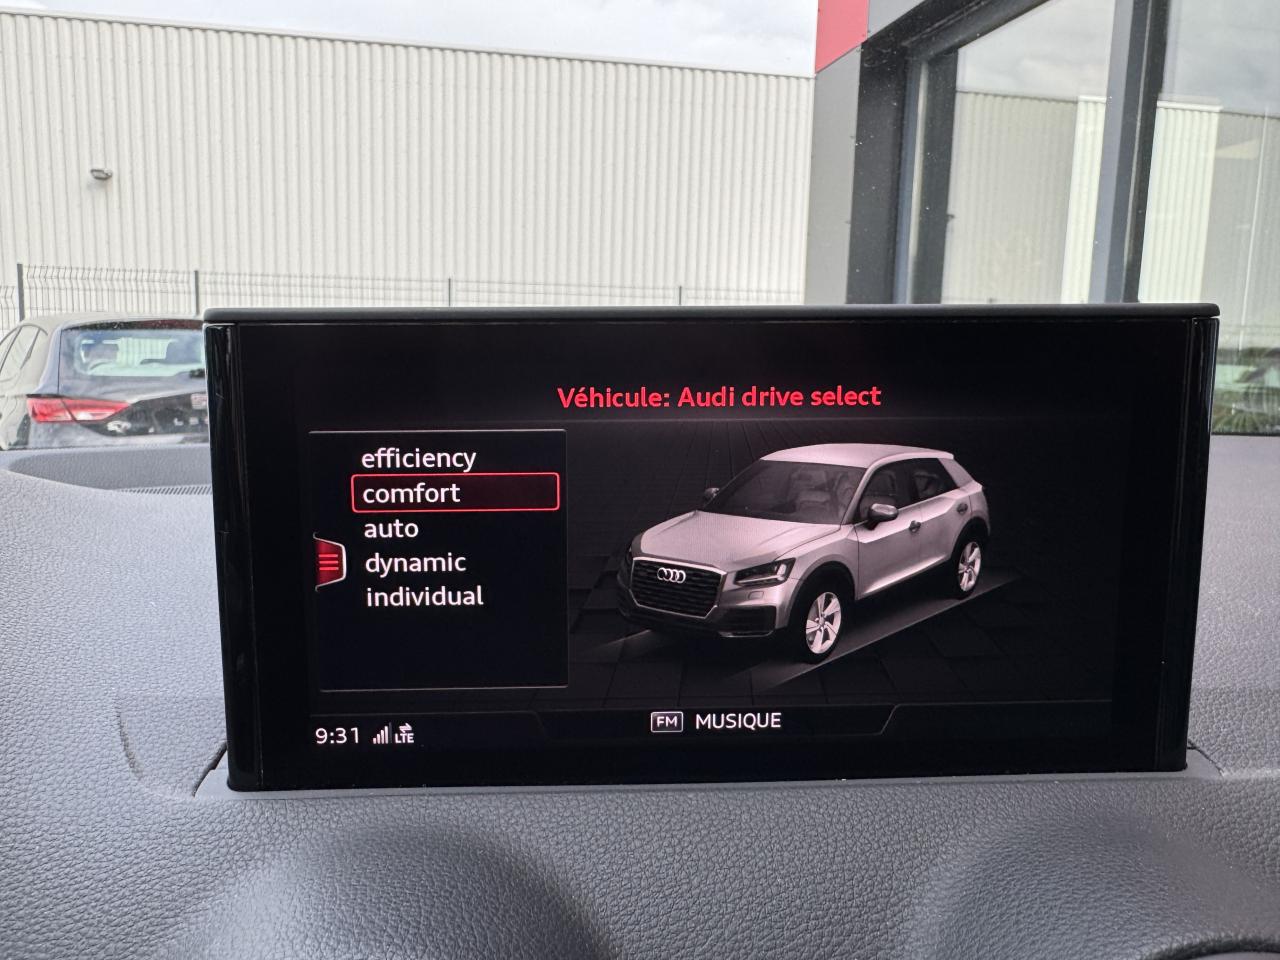 Véhicule: Audi drive select
efficiency
comfort
auto
dynamic
individual
9:31 LTE
FM MUSIQUE